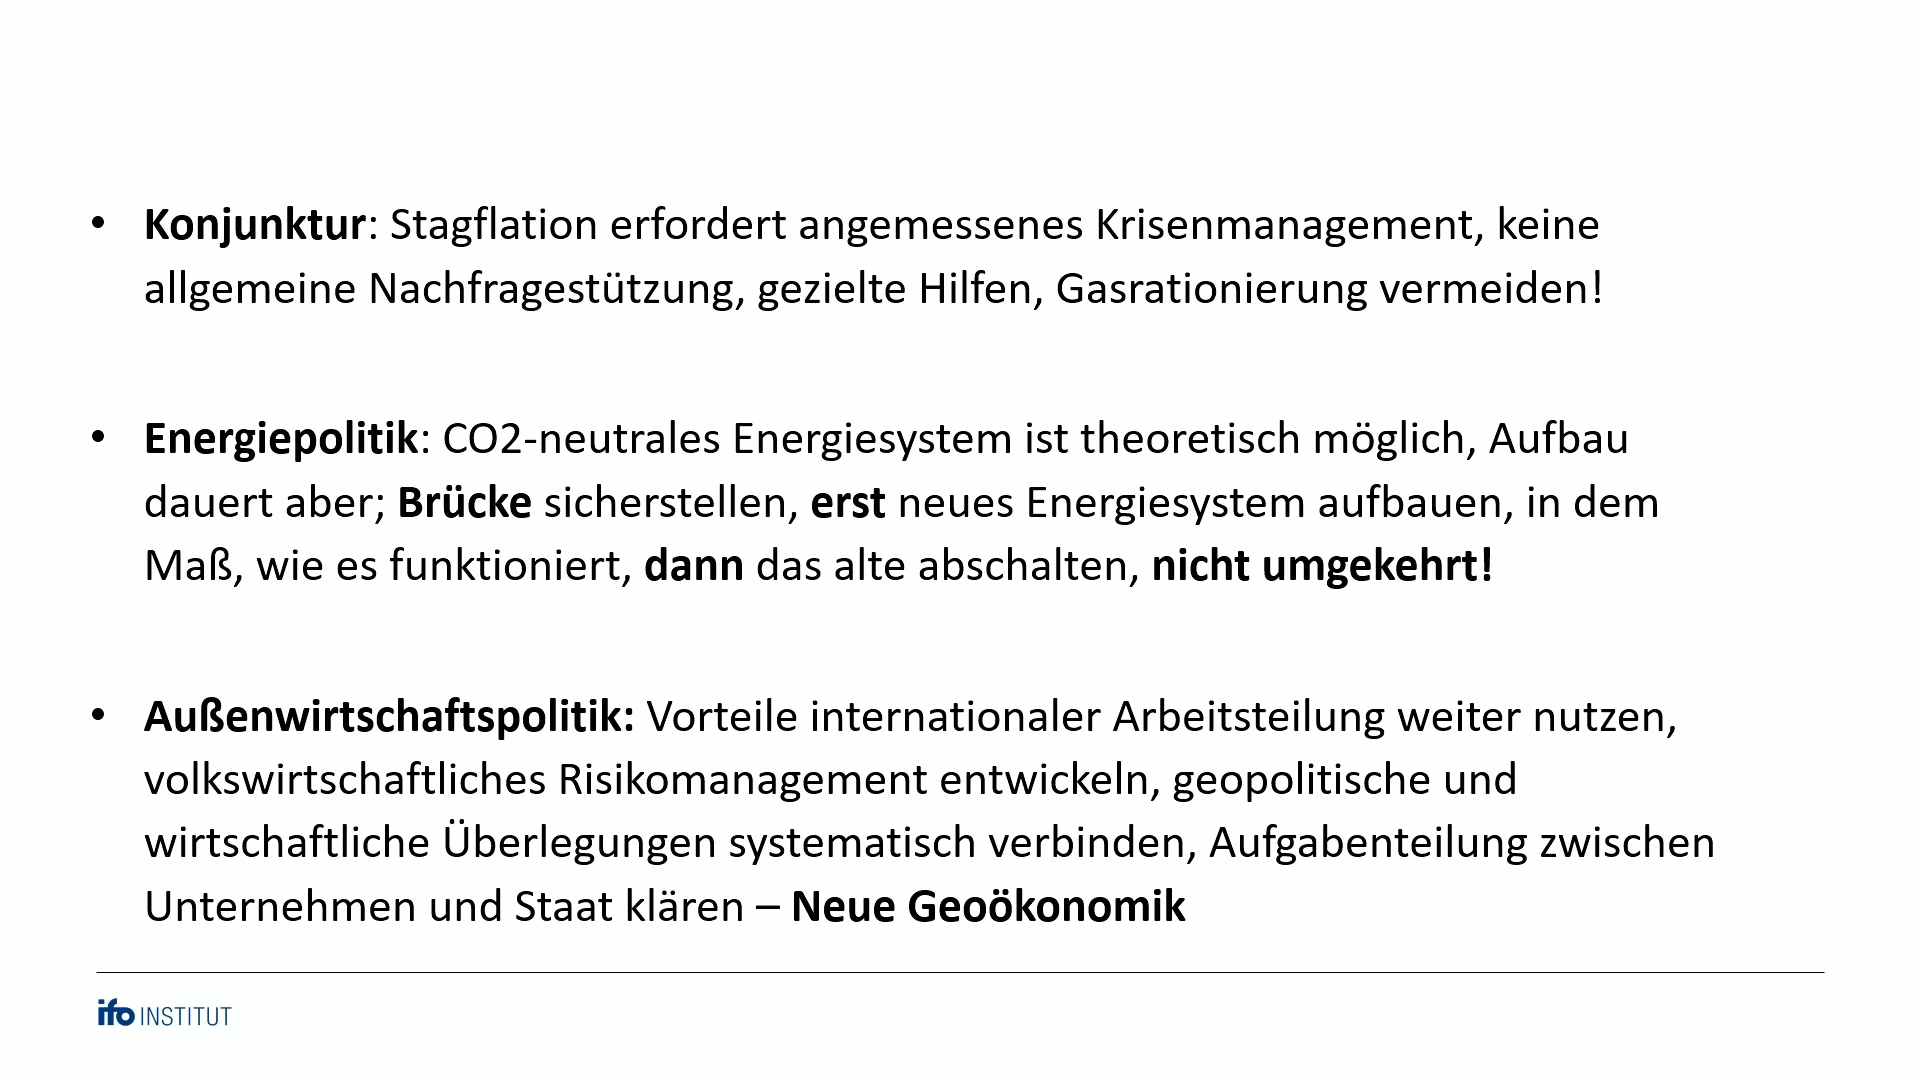 • Konjunktur: Stagflation erfordert angemessenes Krisenmanagement, keine
allgemeine Nachfragestützung, gezielte Hilfen, Gasrationierung vermeiden!
• Energiepolitik: CO2-neutrales Energiesystem ist theoretisch möglich, Aufbau
dauert aber; Brücke sicherstellen, erst neues Energiesystem aufbauen, in dem
Maß, wie es funktioniert, dann das alte abschalten, nicht umgekehrt!
• Außenwirtschaftspolitik: Vorteile internationaler Arbeitsteilung weiter nutzen,
volkswirtschaftliches Risikomanagement entwickeln, geopolitische und
wirtschaftliche Überlegungen systematisch verbinden, Aufgabenteilung zwischen
Unternehmen und Staat klären – Neue Geoökonomik
ifo INSTITUT